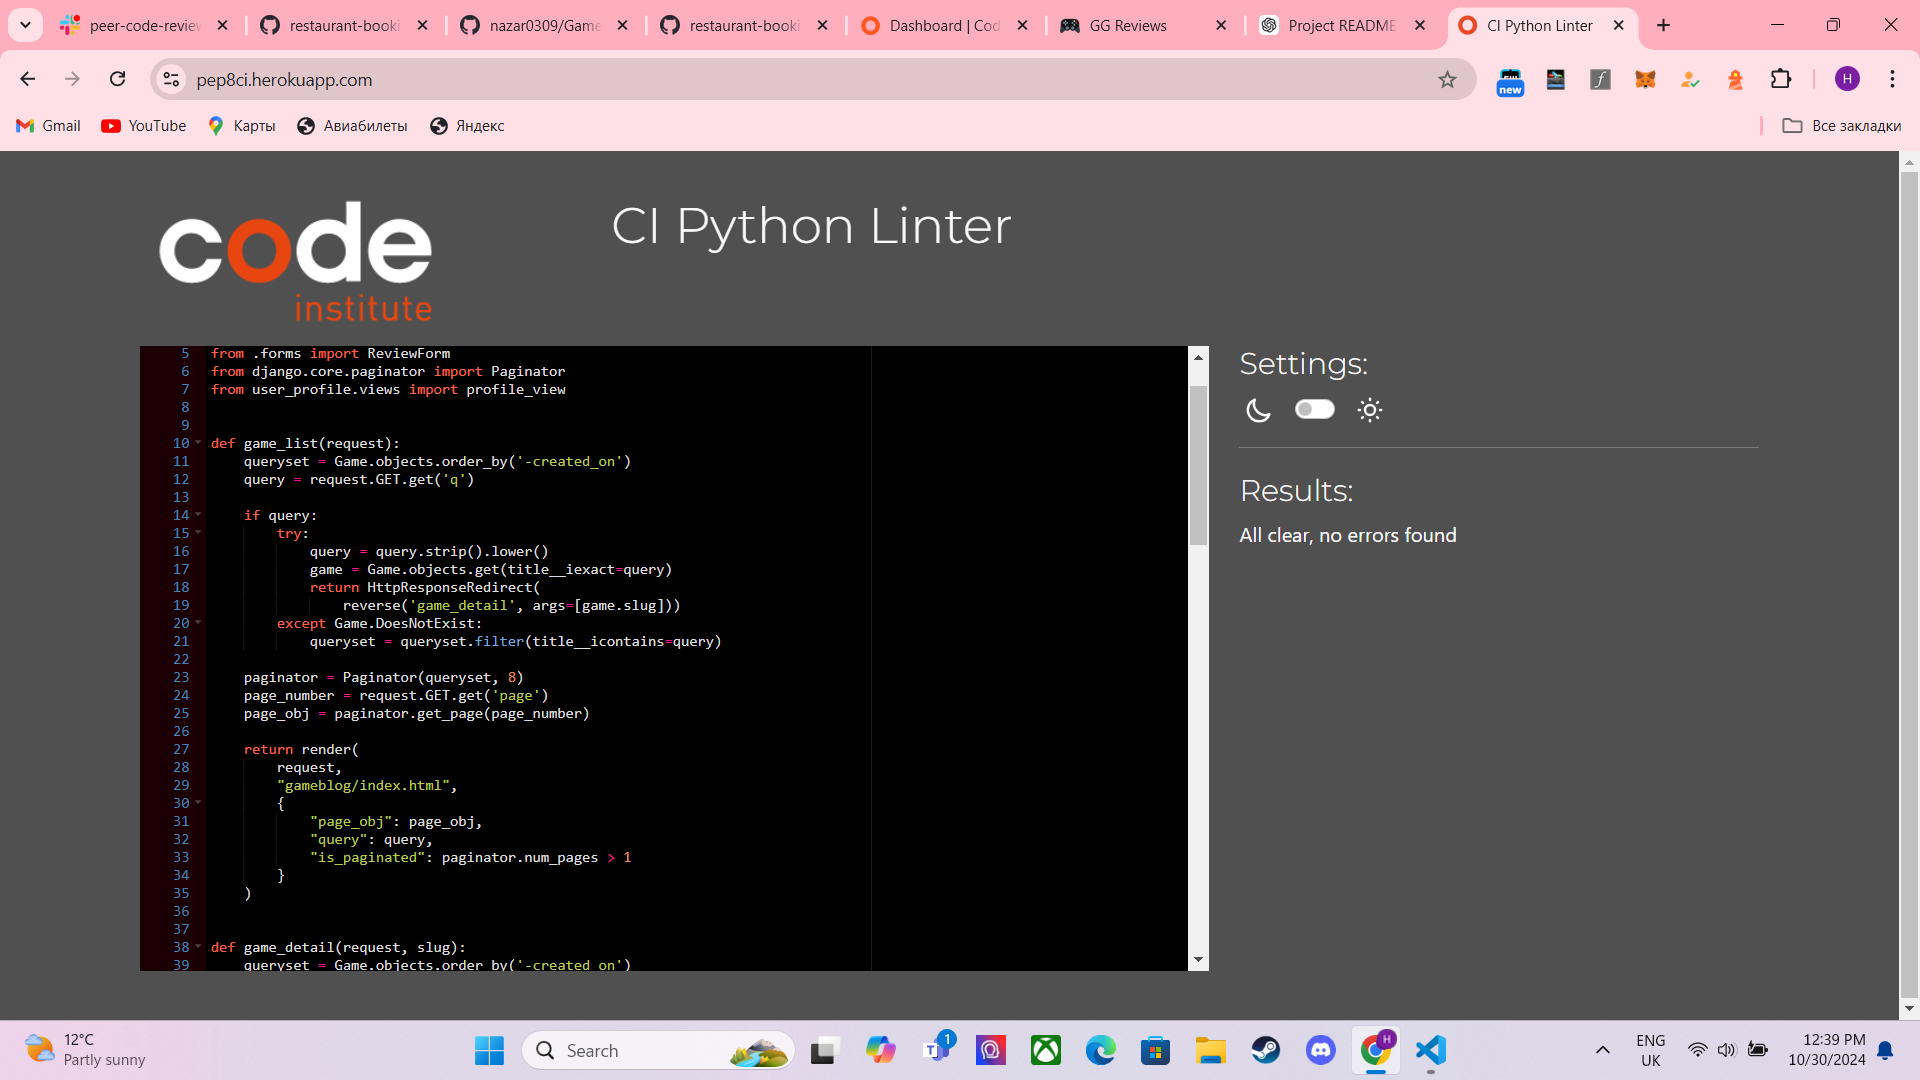 peer-code-review
restaurant-booki
nazar0309/Game
restaurant-booki
Dashboard | Cod
GG Reviews
Project README
CI Python Linter
pep8ci.herokuapp.com
new
H
Gmail
YouTube
Карты
Авиабилеты
Яндекс
Все закладки
code
institute
CI Python Linter
5 from .forms import ReviewForm
6 from django.core.paginator import Paginator
7 from user_profile.views import profile_view
8
9
10 def game_list(request):
11 queryset = Game.objects.order_by('-created_on')
12 query = request.GET.get('q')
13
14 if query:
15 try:
16 query = query.strip().lower()
17 game = Game.objects.get(title__iexact=query)
18 return HttpResponseRedirect(
19 reverse('game_detail', args=[game.slug]))
20 except Game.DoesNotExist:
21 queryset = queryset.filter(title__icontains=query)
22
23 paginator = Paginator(queryset, 8)
24 page_number = request.GET.get('page')
25 page_obj = paginator.get_page(page_number)
26
27 return render(
28 request,
29 "gameblog/index.html",
30 {
31 "page_obj": page_obj,
32 "query": query,
33 "is_paginated": paginator.num_pages > 1
34 }
35 )
36
37
38 def game_detail(request, slug):
39 queryset = Game.objects.order_by('-created_on')
Settings:
Results:
All clear, no errors found
12°C
Partly sunny
Search
1
H
ENG
UK
12:39 PM
10/30/2024